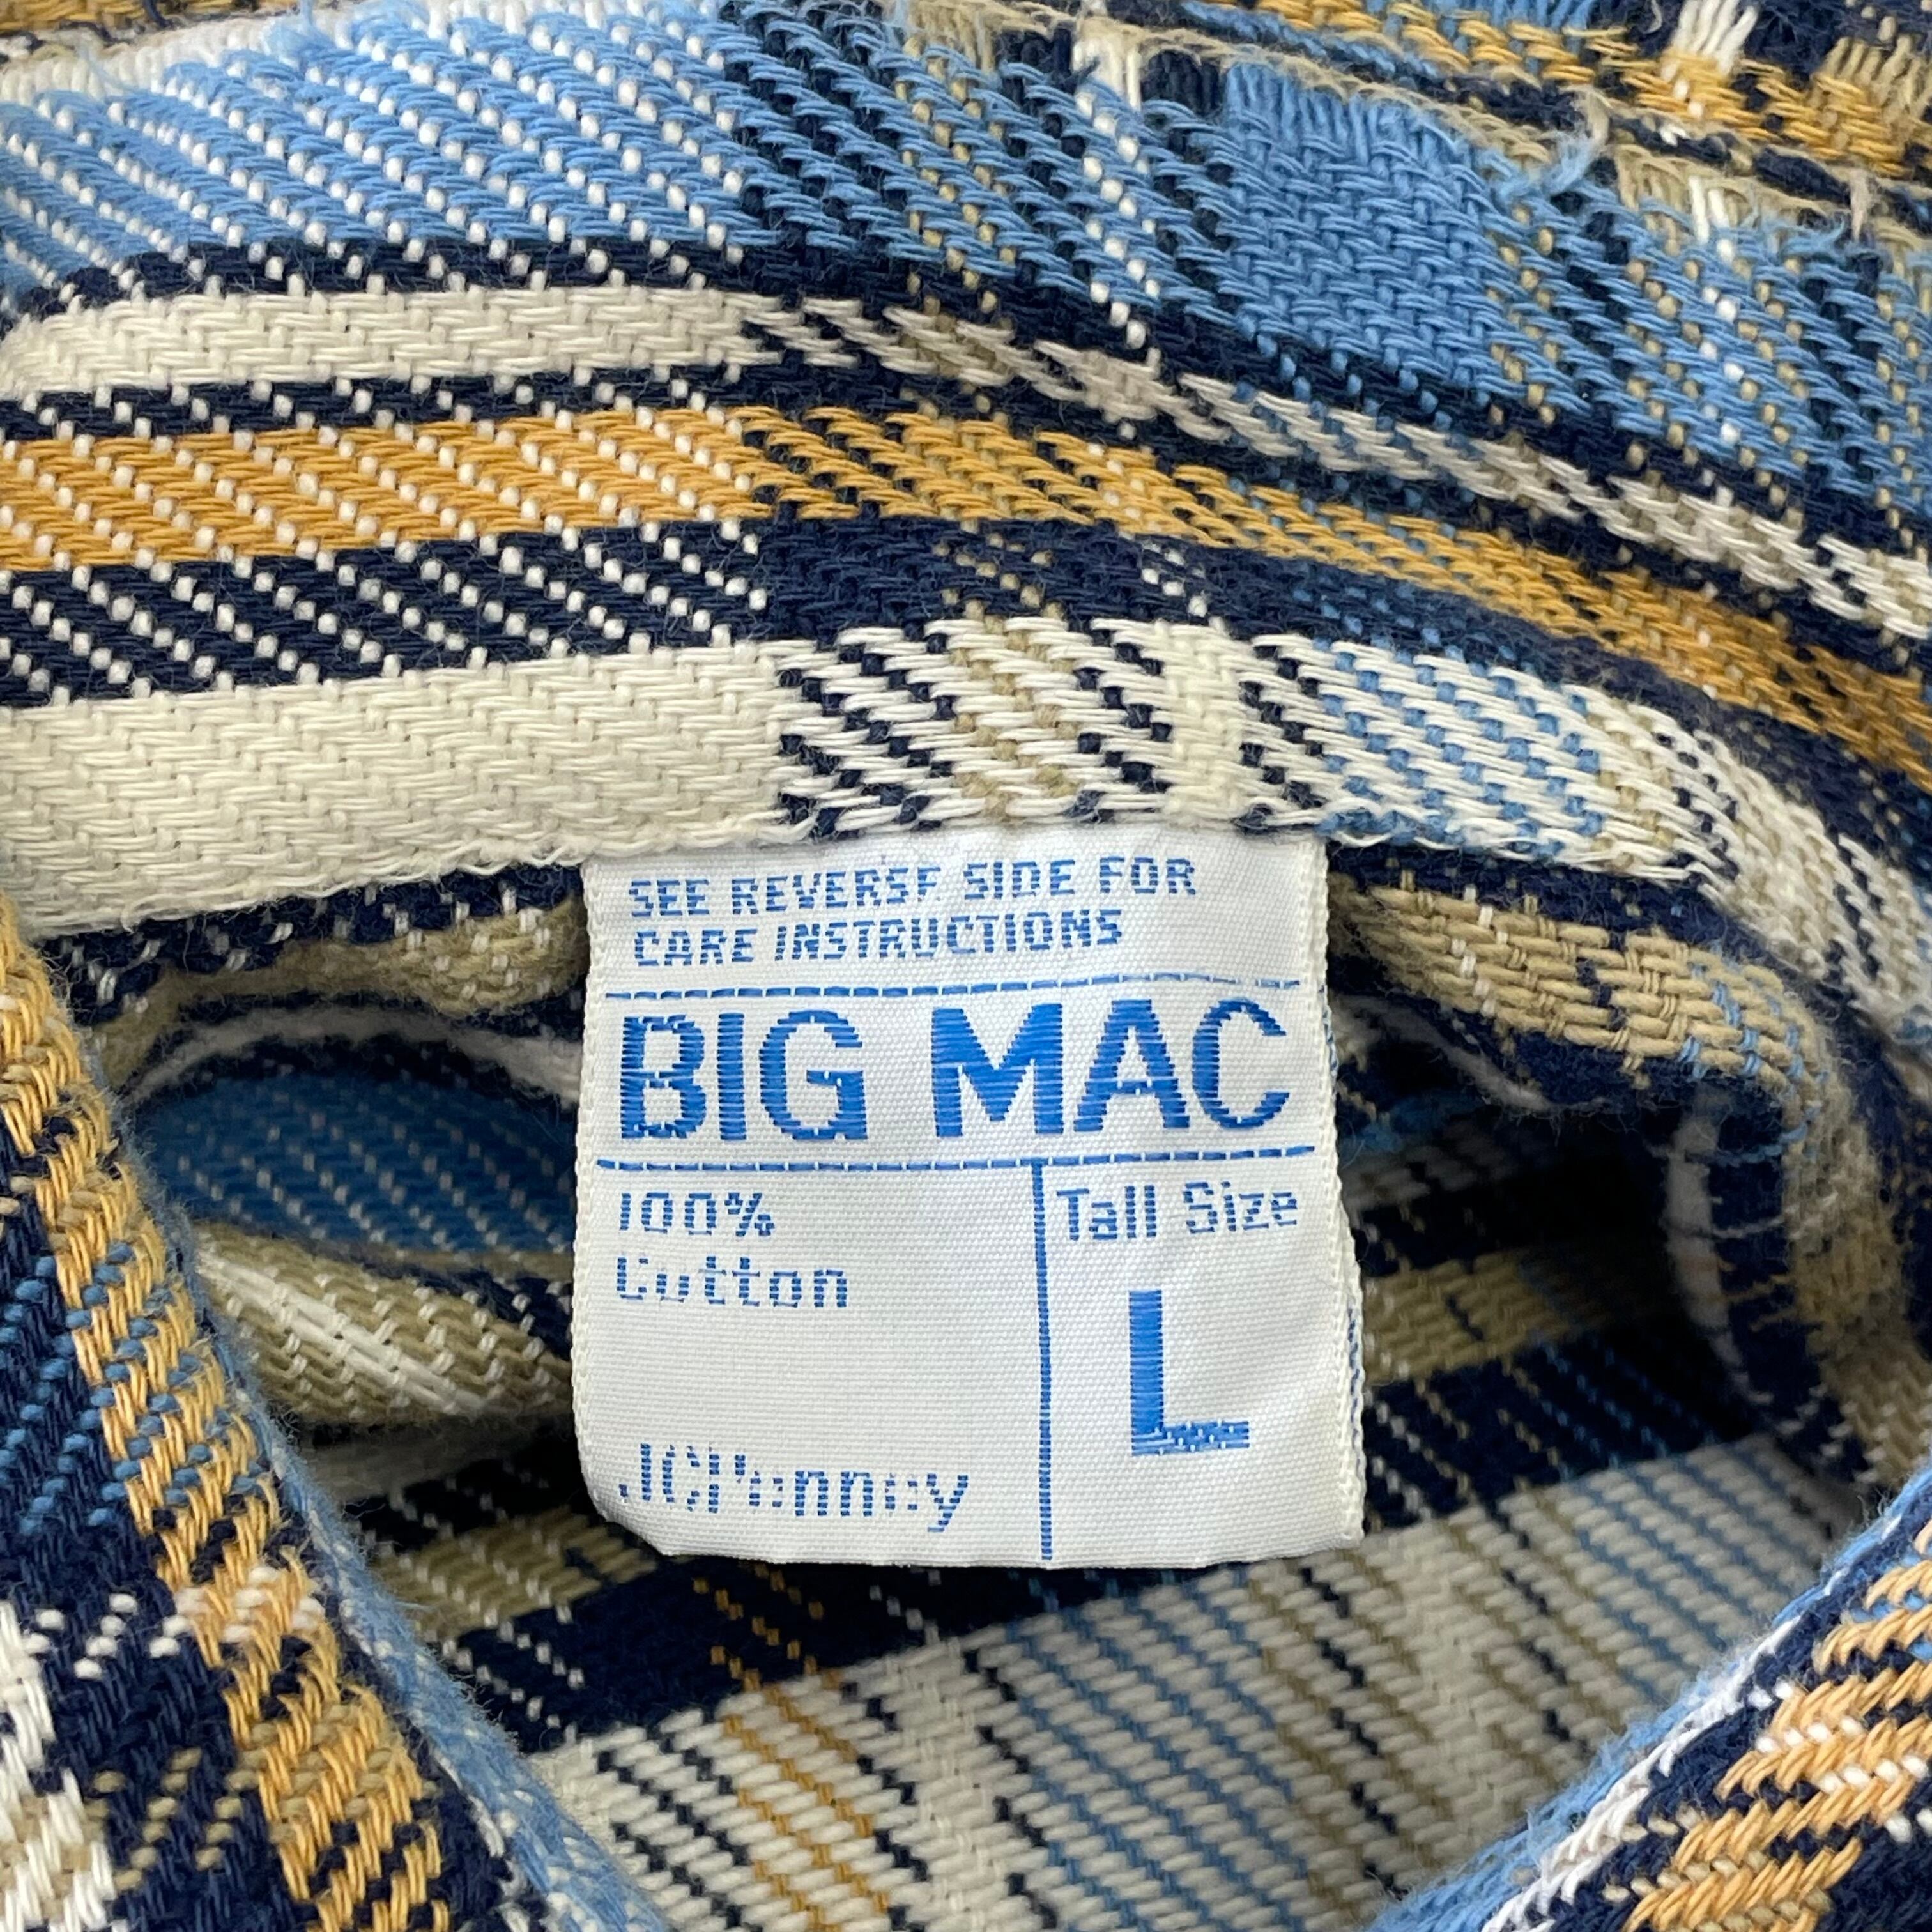 SEE REVERSE SIDE FOR
CARE INSTRUCTIONS
BIG MAC
100%
Cotton
Tall Size
L
JCPenney